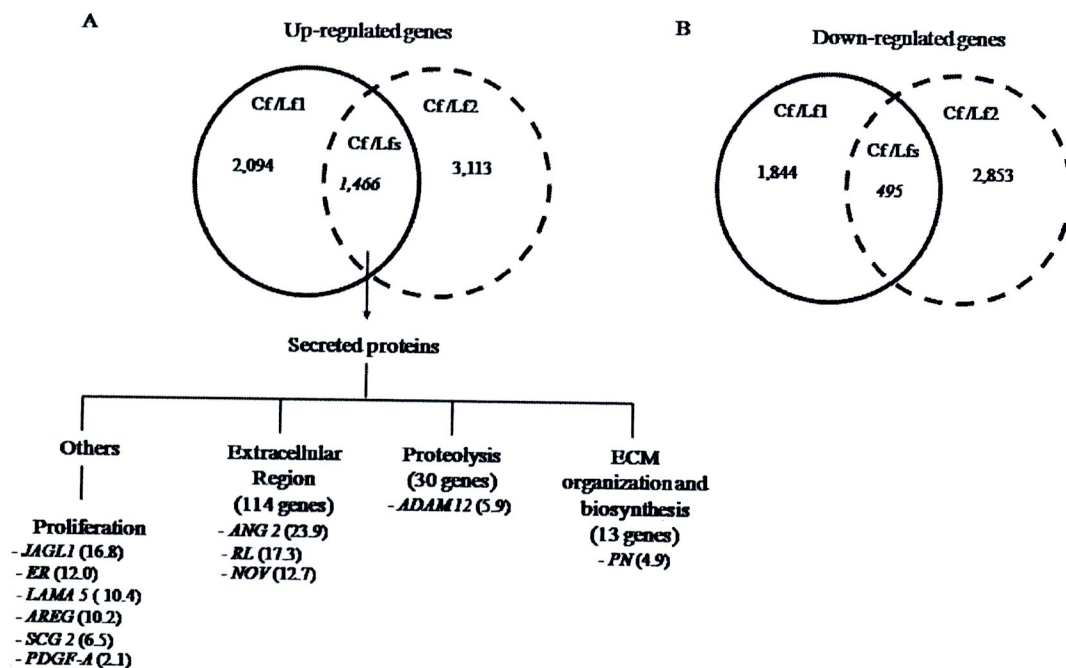 A
Up-regulated genes
Cf/Lf1
Cf/Lf2
Cf/Lfs
2,094
1,466
3,113
Secreted proteins
Others
Proliferation
- JAGL1 (16.8)
- ER (12.0)
- LAMA 5 ( 10.4)
- AREG (10.2)
- SCG 2 (6.5)
- PDGF-A (2.1)
Extracellular
Region
(114 genes)
- ANG 2 (23.9)
- RL (17.3)
- NOV (12.7)
Proteolysis
(30 genes)
- ADAM 12 (5.9)
ECM
organization and
biosynthesis
(13 genes)
- PN (4.9)
B
Down-regulated genes
Cf/Lf1
Cf/Lf2
Cf/Lfs
1,844
495
2,853